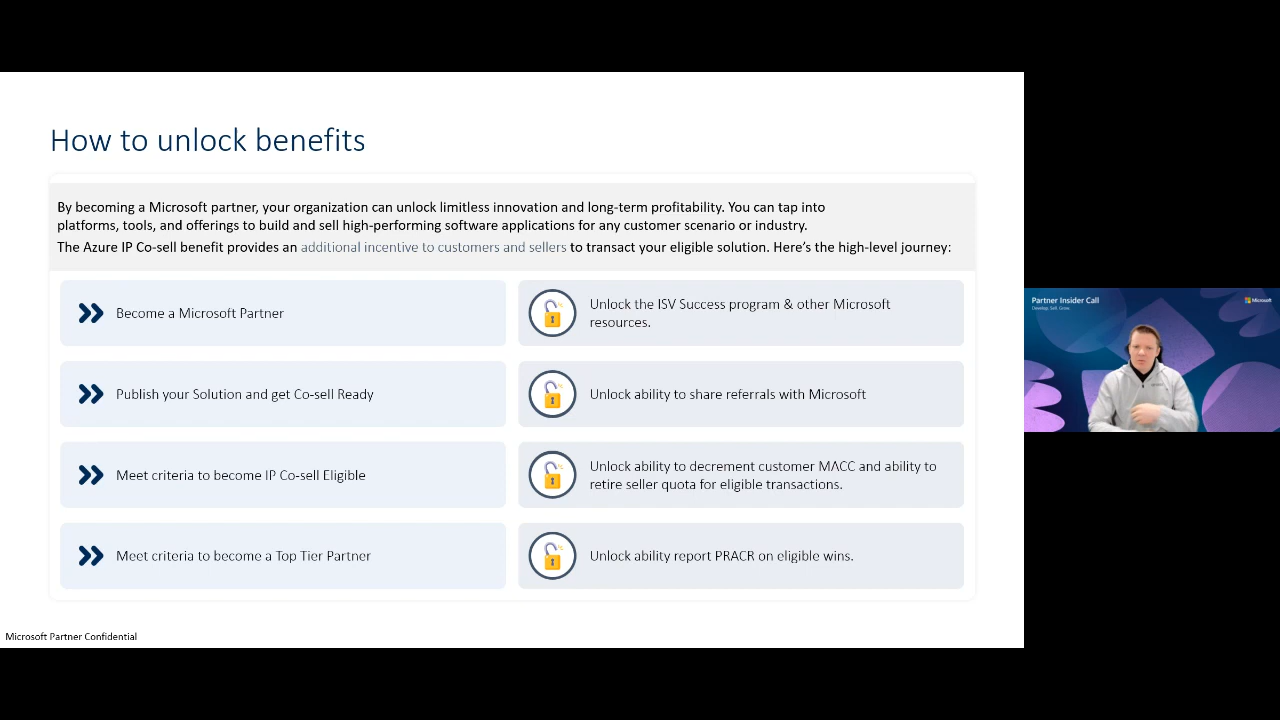 How to unlock benefits
By becoming a Microsoft partner, your organization can unlock limitless innovation and long-term profitability. You can tap into
platforms, tools, and offerings to build and sell high-performing software applications for any customer scenario or industry.
The Azure IP Co-sell benefit provides an additional incentive to customers and sellers to transact your eligible solution. Here's the high-level journey:
Become a Microsoft Partner
Unlock the ISV Success program & other Microsoft
resources.
Publish your Solution and get Co-sell Ready
Unlock ability to share referrals with Microsoft
Meet criteria to become IP Co-sell Eligible
Unlock ability to decrement customer MACC and ability to
retire seller quota for eligible transactions.
Meet criteria to become a Top Tier Partner
Unlock ability report PRACR on eligible wins.
Microsoft Partner Confidential
Partner Insider Call
Develop. Sell. Grow.
Microsoft